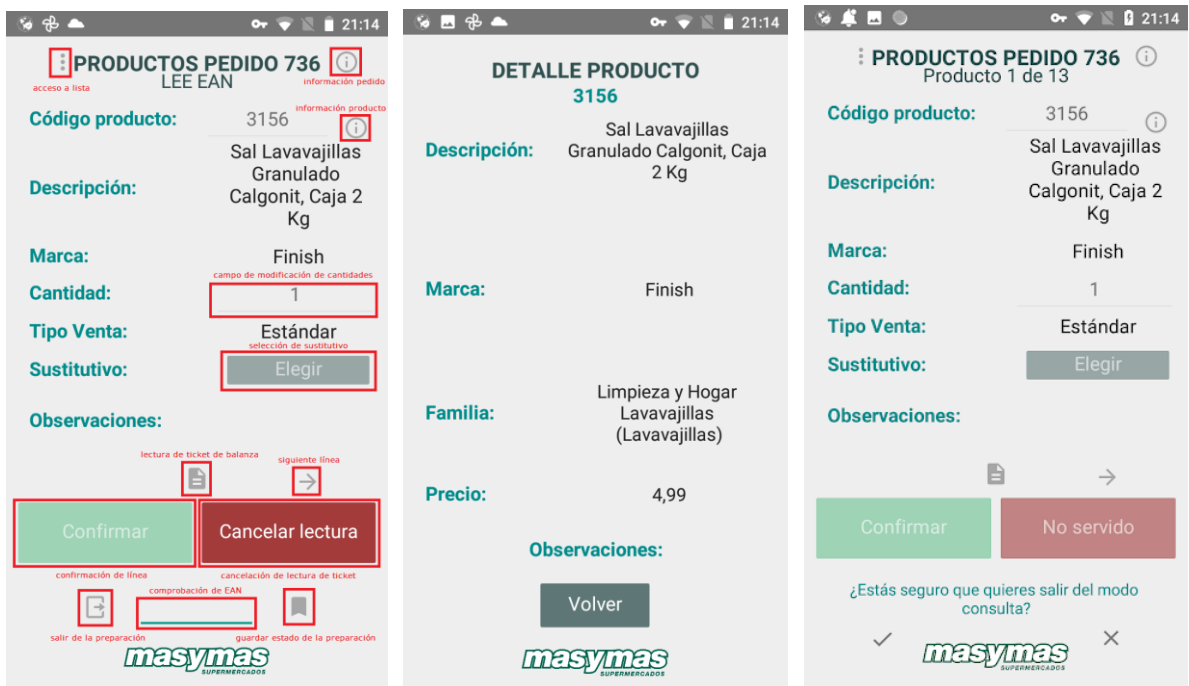 21:14
PRODUCTOS PEDIDO 736
acceso a lista
LEE EAN
información pedido
información producto
Código producto:
3156
Descripción:
Sal Lavavajillas
Granulado
Calgonit, Caja 2
Kg
Marca:
Finish
campo de modificación de cantidades
Cantidad:
1
Tipo Venta:
Estándar
selección de sustitutivo
Sustitutivo:
Elegir
Observaciones:
lectura de ticket de balanza
siguiente línea
Confirmar
Cancelar lectura
confirmación de línea
cancelación de lectura de ticket
comprobación de EAN
salir de la preparación
guardar estado de la preparación
masymas
SUPERMERCADOS
21:14
DETALLE PRODUCTO
3156
Descripción:
Sal Lavavajillas
Granulado Calgonit, Caja
2 Kg
Marca:
Finish
Familia:
Limpieza y Hogar
Lavavajillas
(Lavavajillas)
Precio:
4,99
Observaciones:
Volver
masymas
SUPERMERCADOS
21:14
PRODUCTOS PEDIDO 736
Producto 1 de 13
Código producto:
3156
Descripción:
Sal Lavavajillas
Granulado
Calgonit, Caja 2
Kg
Marca:
Finish
Cantidad:
1
Tipo Venta:
Estándar
Sustitutivo:
Elegir
Observaciones:
Confirmar
No servido
¿Estás seguro que quieres salir del modo
consulta?
masymas
SUPERMERCADOS